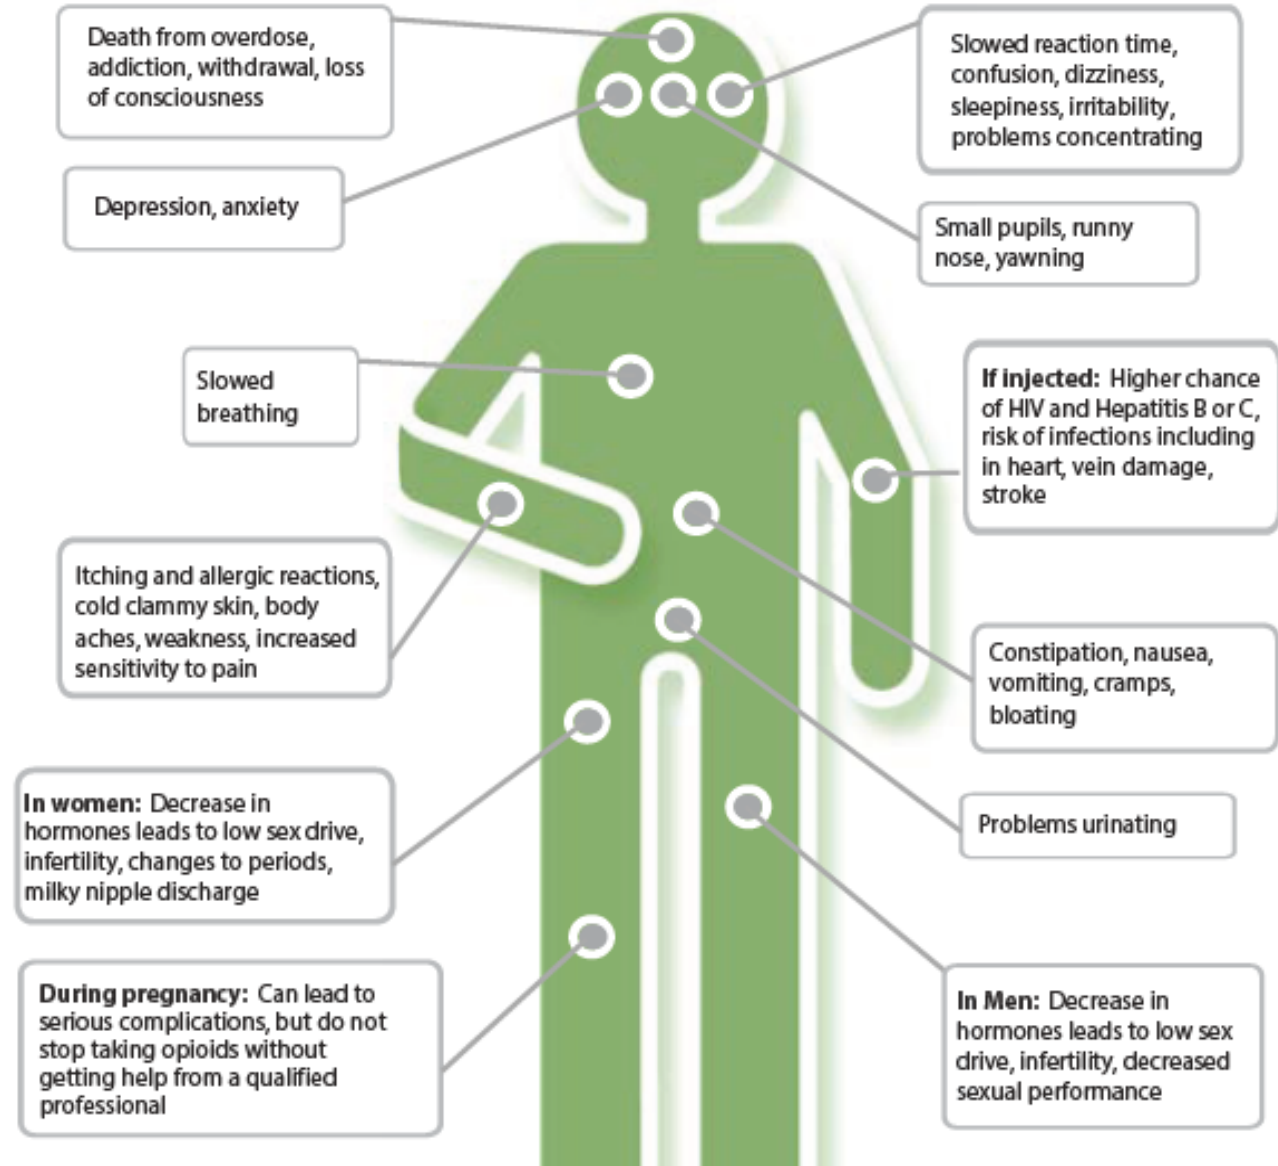 Death from overdose,
addiction, withdrawal, loss
of consciousness
Slowed reaction time,
confusion, dizziness,
sleepiness, irritability,
problems concentrating
Depression, anxiety
Small pupils, runny
nose, yawning
Slowed
breathing
If injected: Higher chance
of HIV and Hepatitis B or C,
risk of infections including
in heart, vein damage,
stroke
Itching and allergic reactions,
cold clammy skin, body
aches, weakness, increased
sensitivity to pain
Constipation, nausea,
vomiting, cramps,
bloating
In women: Decrease in
hormones leads to low sex drive,
infertility, changes to periods,
milky nipple discharge
Problems urinating
During pregnancy: Can lead to
serious complications, but do not
stop taking opioids without
getting help from a qualified
professional
In Men: Decrease in
hormones leads to low sex
drive, infertility, decreased
sexual performance